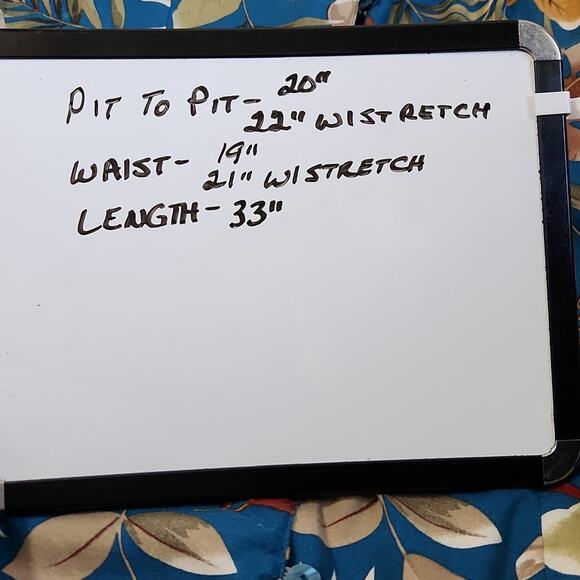 PIT TO PIT- 20"
22" W/STRETCH
WAIST- 19"
21" W/STRETCH
LENGTH- 33"